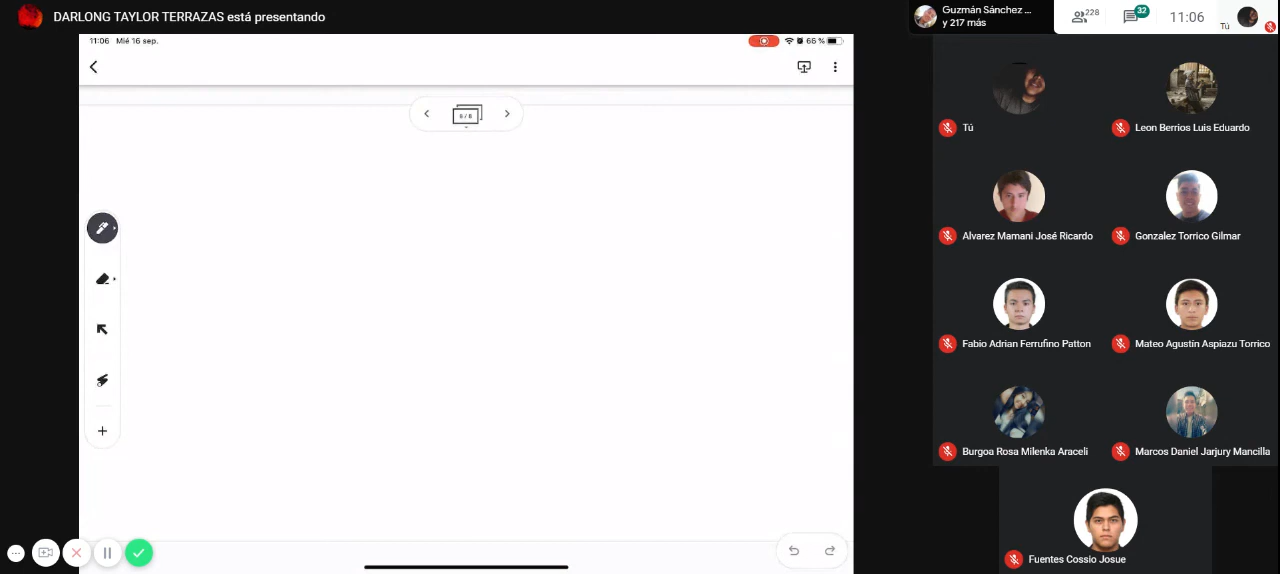 DARLONG TAYLOR TERRAZAS está presentando
Guzmán Sánchez ...
y 217 más
228
32
11:06
Tú
11:06 Mié 16 sep.
66 %
8 / 8
Tú
Leon Berrios Luis Eduardo
Alvarez Mamani José Ricardo
Gonzalez Torrico Gilmar
Fabio Adrian Ferrufino Patton
Mateo Agustín Aspiazu Torrico
Burgoa Rosa Milenka Araceli
Marcos Daniel Jarjury Mancilla
Fuentes Cossio Josue